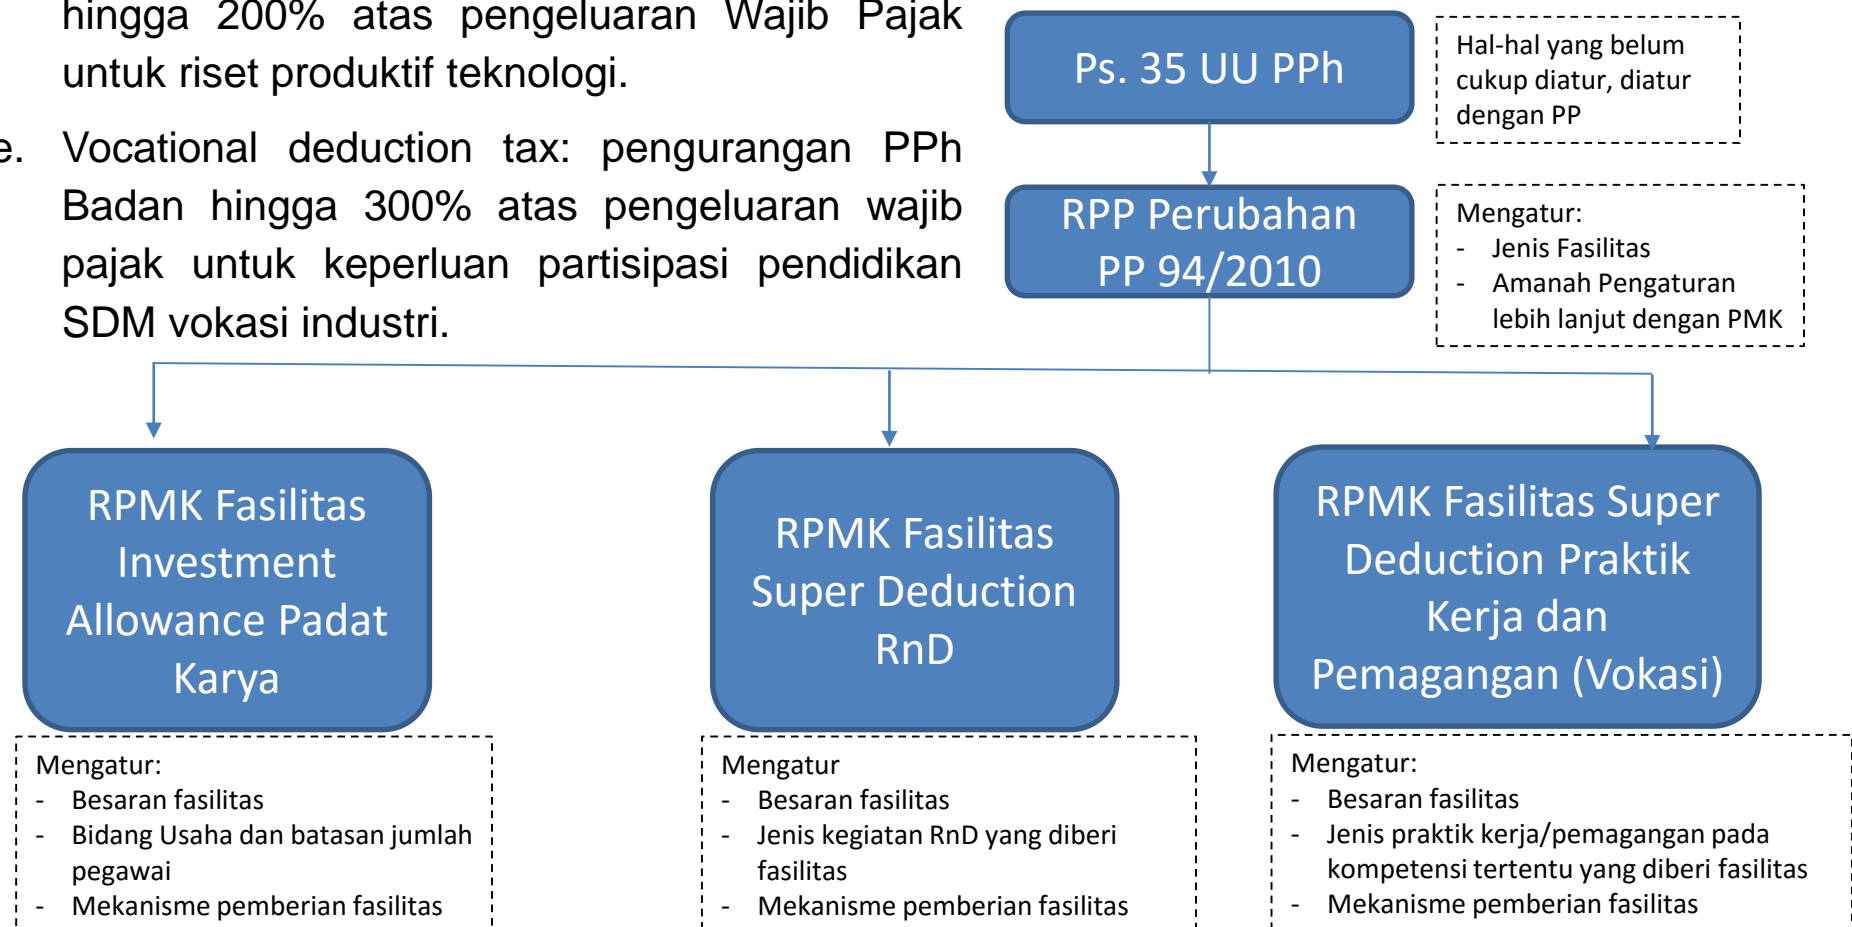 hingga 200% atas pengeluaran Wajib Pajak
untuk riset produktif teknologi.
e. Vocational deduction tax: pengurangan PPh
Badan hingga 300% atas pengeluaran wajib
pajak untuk keperluan partisipasi pendidikan
SDM vokasi industri.
Ps. 35 UU PPh
Hal-hal yang belum
cukup diatur, diatur
dengan PP
RPP Perubahan
PP 94/2010
Mengatur:
- Jenis Fasilitas
- Amanah Pengaturan
lebih lanjut dengan PMK
RPMK Fasilitas
Investment
Allowance Padat
Karya
Mengatur:
- Besaran fasilitas
- Bidang Usaha dan batasan jumlah
pegawai
- Mekanisme pemberian fasilitas
RPMK Fasilitas
Super Deduction
RnD
Mengatur
- Besaran fasilitas
- Jenis kegiatan RnD yang diberi
fasilitas
- Mekanisme pemberian fasilitas
RPMK Fasilitas Super
Deduction Praktik
Kerja dan
Pemagangan (Vokasi)
Mengatur:
- Besaran fasilitas
- Jenis praktik kerja/pemagangan pada
kompetensi tertentu yang diberi fasilitas
- Mekanisme pemberian fasilitas